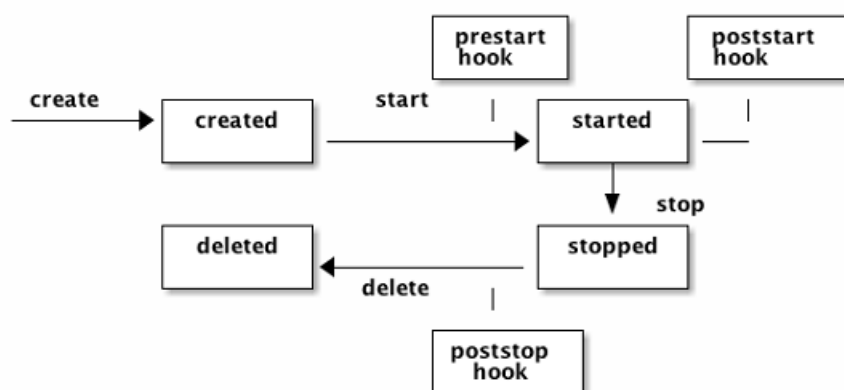 prestart
hook
poststart
hook
create
created
start
started
stop
deleted
stopped
delete
poststop
hook